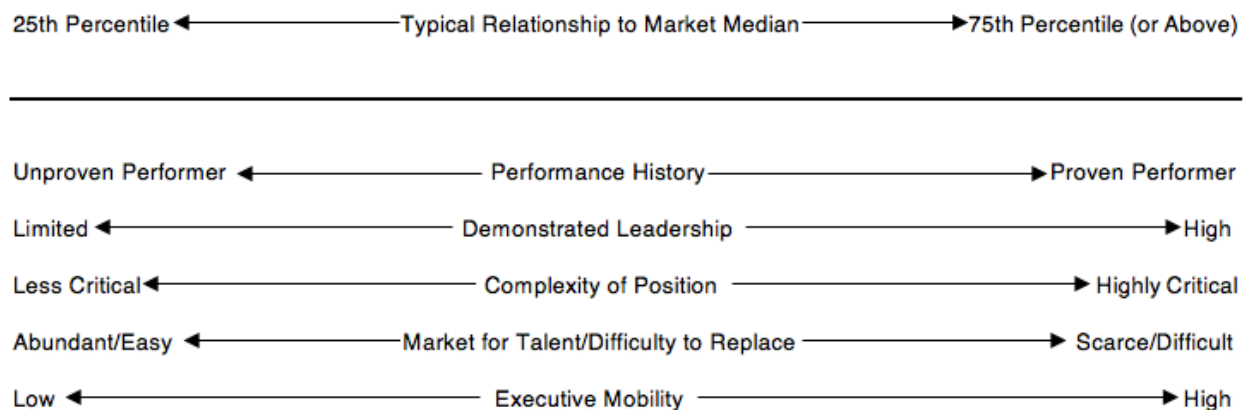 25th Percentile Typical Relationship to Market Median 75th Percentile (or Above)
Unproven Performer Performance History Proven Performer
Limited Demonstrated Leadership High
Less Critical Complexity of Position Highly Critical
Abundant/Easy Market for Talent/Difficulty to Replace Scarce/Difficult
Low Executive Mobility High